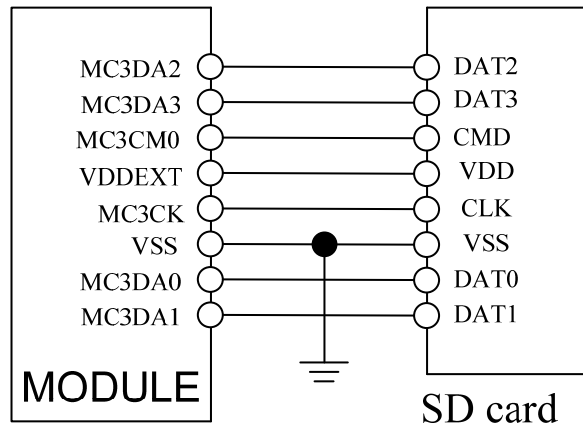 MC3DA2 DAT2
MC3DA3 DAT3
MC3CM0 CMD
VDDEXT VDD
MC3CK CLK
VSS VSS
MC3DA0 DAT0
MC3DA1 DAT1
MODULE
SD card